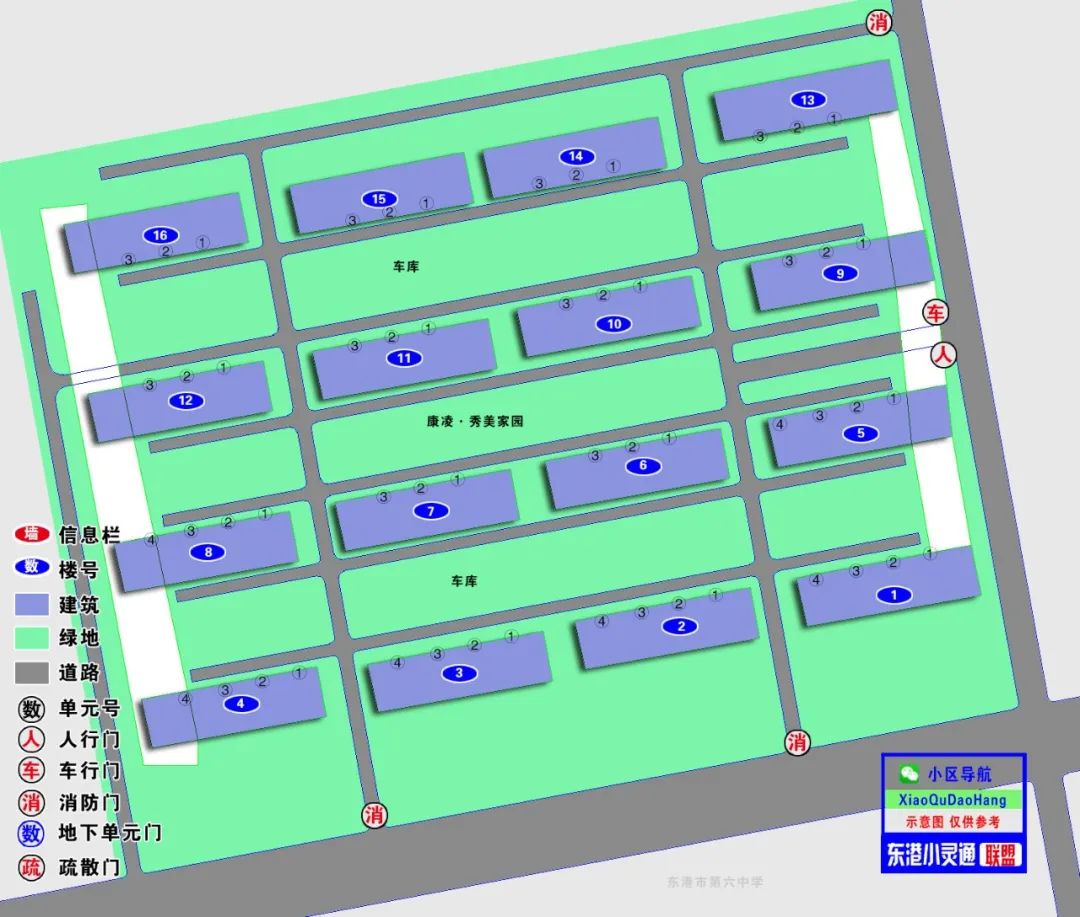 消
13
3 2 1
14
3 2 1
15
3 2 1
16
3 2 1
车库
9
3 2 1
车
人
10
3 2 1
11
3 2 1
12
3 2 1
康凌·秀美家园
5
4 3 2 1
6
3 2 1
7
3 2 1
8
4 3 2 1
车库
1
4 3 2 1
2
4 3 2 1
3
4 3 2 1
4
4 3 2 1
消
消
墙 信息栏
数 楼号
建筑
绿地
道路
数 单元号
人 人行门
车 车行门
消 消防门
数 地下单元门
疏 疏散门
小区导航
XiaoQuDaoHang
示意图 仅供参考
东港小灵通 联盟
东港市第六中学